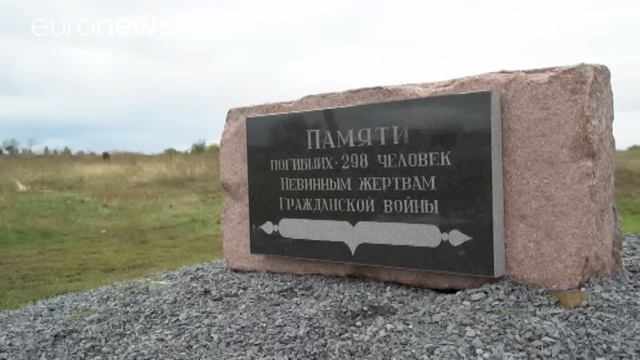 euronews
ПАМЯТИ
ПОГИБШИХ-298 ЧЕЛОВЕК
НЕВИННЫМ ЖЕРТВАМ
ГРАЖДАНСКОЙ ВОЙНЫ